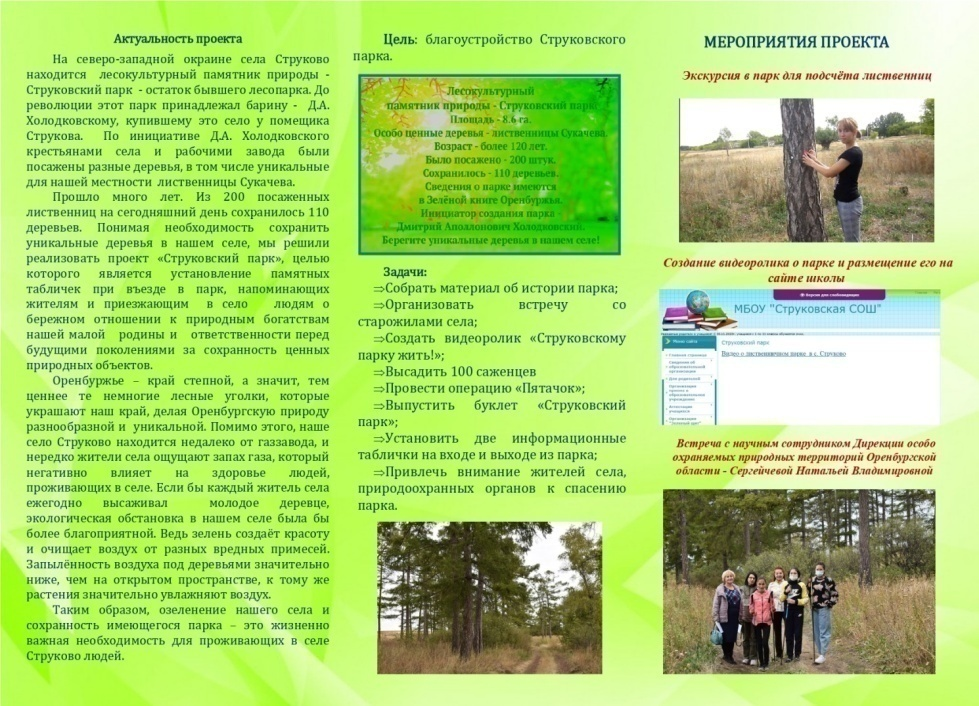 Актуальность проекта
На северо-западной окраине села Струково
находится лесокультурный памятник природы -
Струковский парк - остаток бывшего лесопарка. До
революции этот парк принадлежал барину - Д.А.
Холодковскому, купившему это село у помещика
Струкова. По инициативе Д.А. Холодковского
крестьянами села и рабочими завода были
посажены разные деревья, в том числе уникальные
для нашей местности лиственницы Сукачева.
Прошло много лет. Из 200 посаженных
лиственниц на сегодняшний день сохранилось 110
деревьев. Понимая необходимость сохранить
уникальные деревья в нашем селе, мы решили
реализовать проект «Струковский парк», целью
которого является установление памятных
табличек при въезде в парк, напоминающих
жителям и приезжающим в село людям о
бережном отношении к природным богатствам
нашей малой родины и ответственности перед
будущими поколениями за сохранность ценных
природных объектов.
Оренбуржье – край степной, а значит, тем
ценнее те немногие лесные уголки, которые
украшают наш край, делая Оренбургскую природу
разнообразной и уникальной. Помимо этого, наше
село Струково находится недалеко от газзавода, и
нередко жители села ощущают запах газа, который
негативно влияет на здоровье людей,
проживающих в селе. Если бы каждый житель села
ежегодно высаживал молодое деревце,
экологическая обстановка в нашем селе была бы
более благоприятной. Ведь зелень создаёт красоту
и очищает воздух от разных вредных примесей.
Запылённость воздуха под деревьями значительно
ниже, чем на открытом пространстве, к тому же
растения значительно увлажняют воздух.
Таким образом, озеленение нашего села и
сохранность имеющегося парка – это жизненно
важная необходимость для проживающих в селе
Струково людей.
Цель: благоустройство Струковского
парка.
Лесокультурный
памятник природы - Струковский парк.
Площадь - 8.6 га.
Особо ценные деревья - лиственницы Сукачева.
Возраст - более 120 лет.
Было посажено - 200 штук.
Сохранилось - 110 деревьев.
Сведения о парке имеются
в Зелёной книге Оренбуржья.
Инициатор создания парка -
Дмитрий Аполлонович Холодковский.
Берегите уникальные деревья в нашем селе!
Задачи:
⇒Собрать материал об истории парка;
⇒Организовать встречу со
старожилами села;
⇒Создать видеоролик «Струковскому
парку жить!»;
⇒Высадить 100 саженцев
⇒Провести операцию «Пятачок»;
⇒Выпустить буклет «Струковский
парк»;
⇒Установить две информационные
таблички на входе и выходе из парка;
⇒Привлечь внимание жителей села,
природоохранных органов к спасению
парка.
МЕРОПРИЯТИЯ ПРОЕКТА
Экскурсия в парк для подсчёта лиственниц
Создание видеоролика о парке и размещение его на
сайте школы
Версия для слабовидящих
МБОУ "Струковская СОШ"
Меню сайта
Струковский парк
Главная страница
Видео о лиственничном парке в с. Струково
Сведения об
образовательной
организации
Для родителей
Встреча с научным сотрудником Дирекции особо
охраняемых природных территорий Оренбургской
области - Сергейчевой Натальей Владимировной